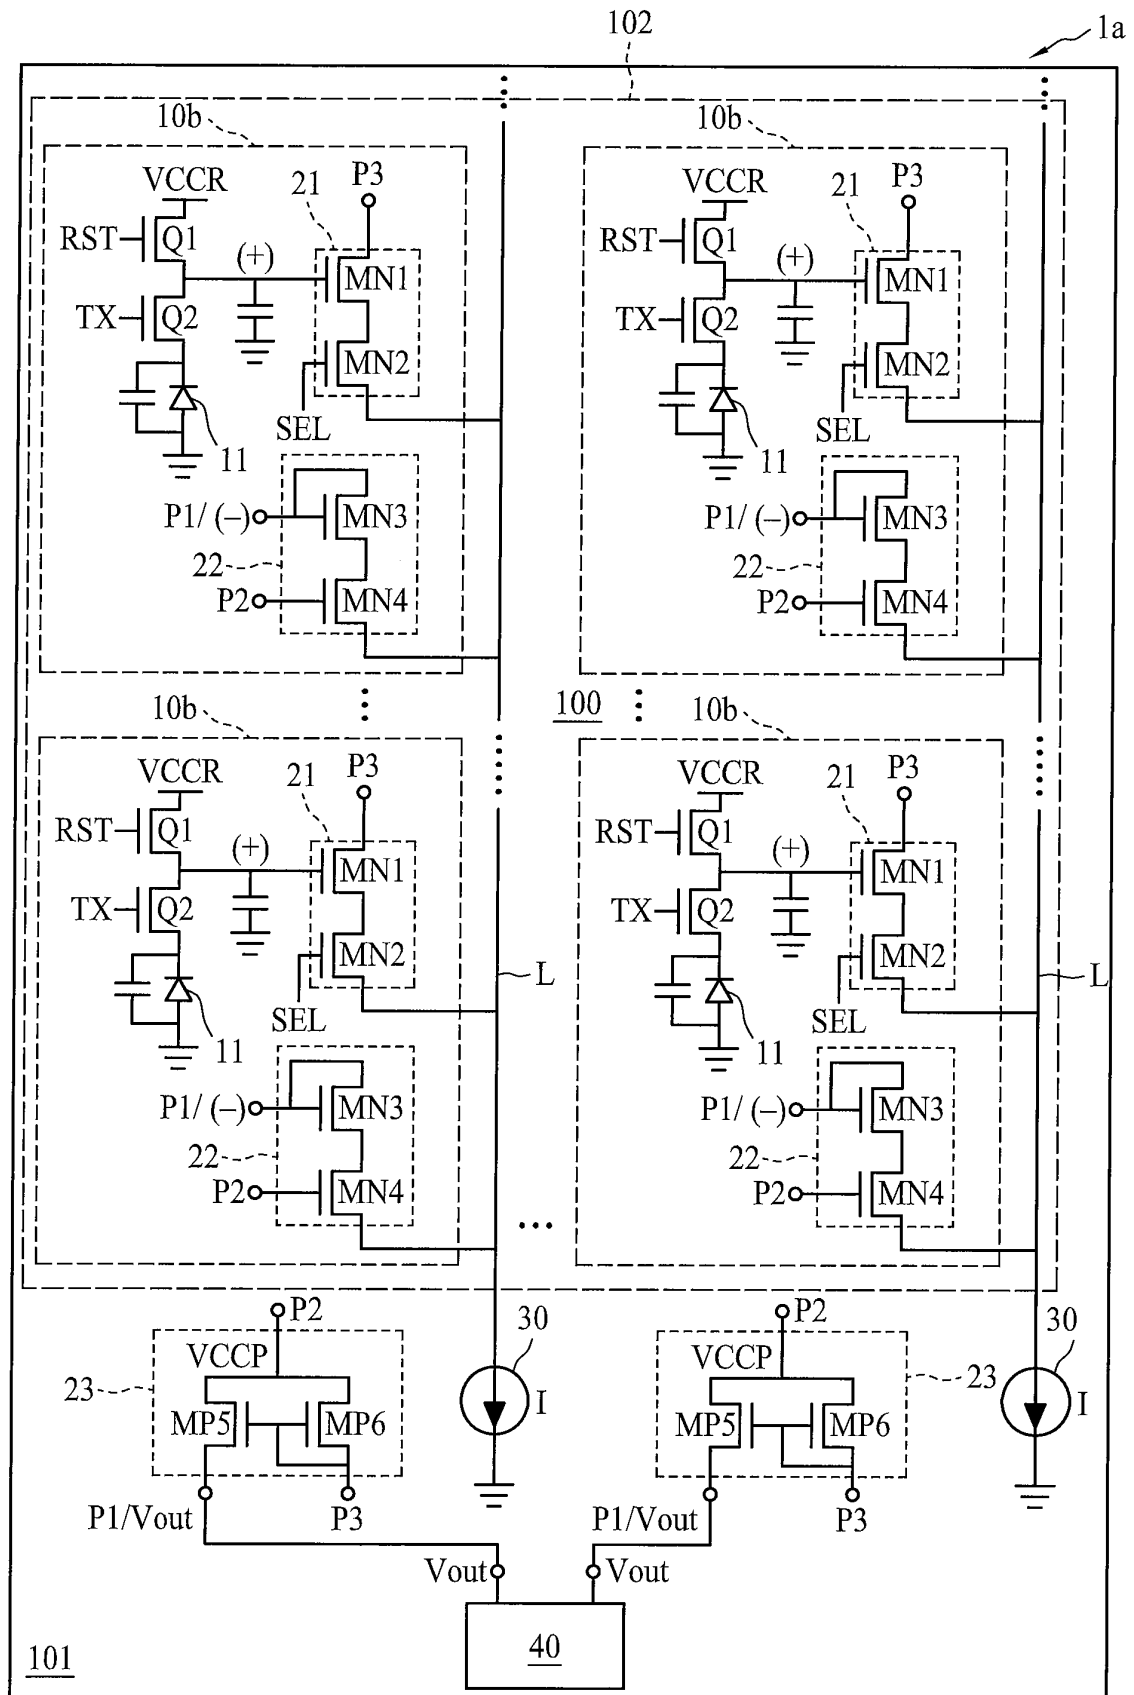 102
1a
10b 10b
VCCR P3 VCCR P3
21 21
RST Q1 (+) MN1 RST Q1 (+) MN1
TX Q2 MN2 TX Q2 MN2
SEL SEL
11 11
P1/ (–) MN3 P1/ (–) MN3
22 22
P2 MN4 P2 MN4
100
10b 10b
VCCR P3 VCCR P3
21 21
RST Q1 (+) MN1 RST Q1 (+) MN1
TX Q2 MN2 TX Q2 MN2
L L
SEL SEL
11 11
P1/ (–) MN3 P1/ (–) MN3
22 22
P2 MN4 P2 MN4
P2 30 P2 30
VCCP VCCP
23 23
MP5 MP6 I MP5 MP6 I
P1/Vout P3 P1/Vout P3
Vout Vout
40
101